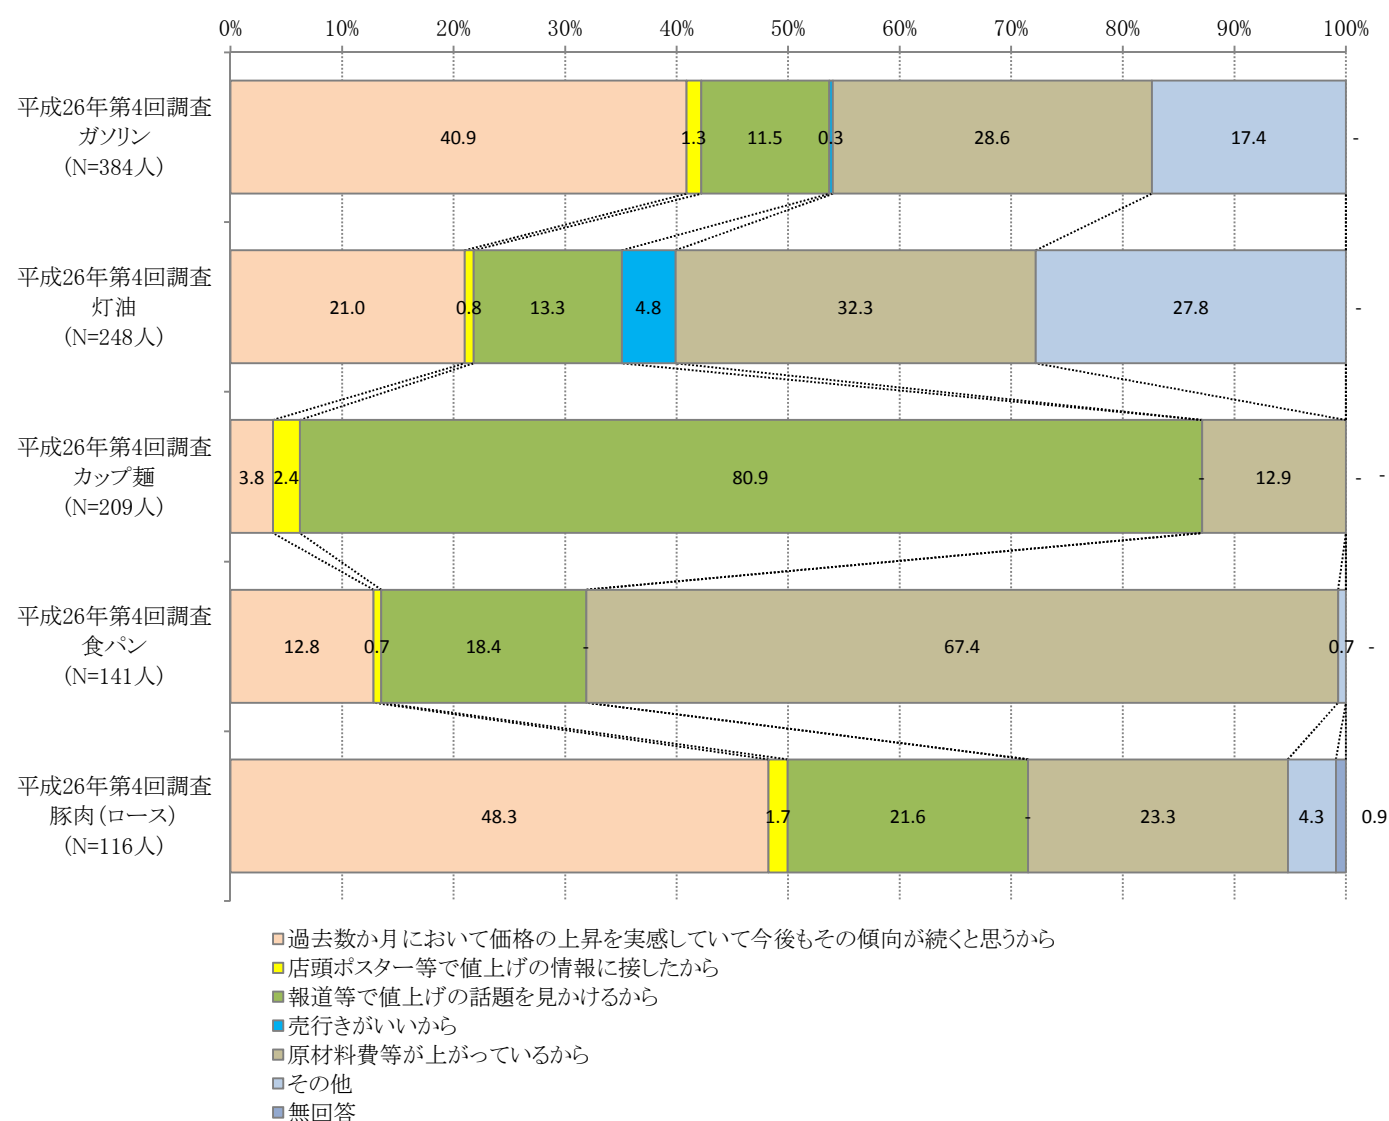 0% 10% 20% 30% 40% 50% 60% 70% 80% 90% 100%
平成26年第4回調査
ガソリン
(N=384人)
40.9 1.3 11.5 0.3 28.6 17.4 -
平成26年第4回調査
灯油
(N=248人)
21.0 0.8 13.3 4.8 32.3 27.8 -
平成26年第4回調査
カップ麺
(N=209人)
3.8 2.4 80.9 - 12.9 - -
平成26年第4回調査
食パン
(N=141人)
12.8 0.7 18.4 - 67.4 0.7 -
平成26年第4回調査
豚肉(ロース)
(N=116人)
48.3 1.7 21.6 - 23.3 4.3 0.9
過去数か月において価格の上昇を実感していて今後もその傾向が続くと思うから
店頭ポスター等で値上げの情報に接したから
報道等で値上げの話題を見かけるから
売行きがいいから
原材料費等が上がっているから
その他
無回答